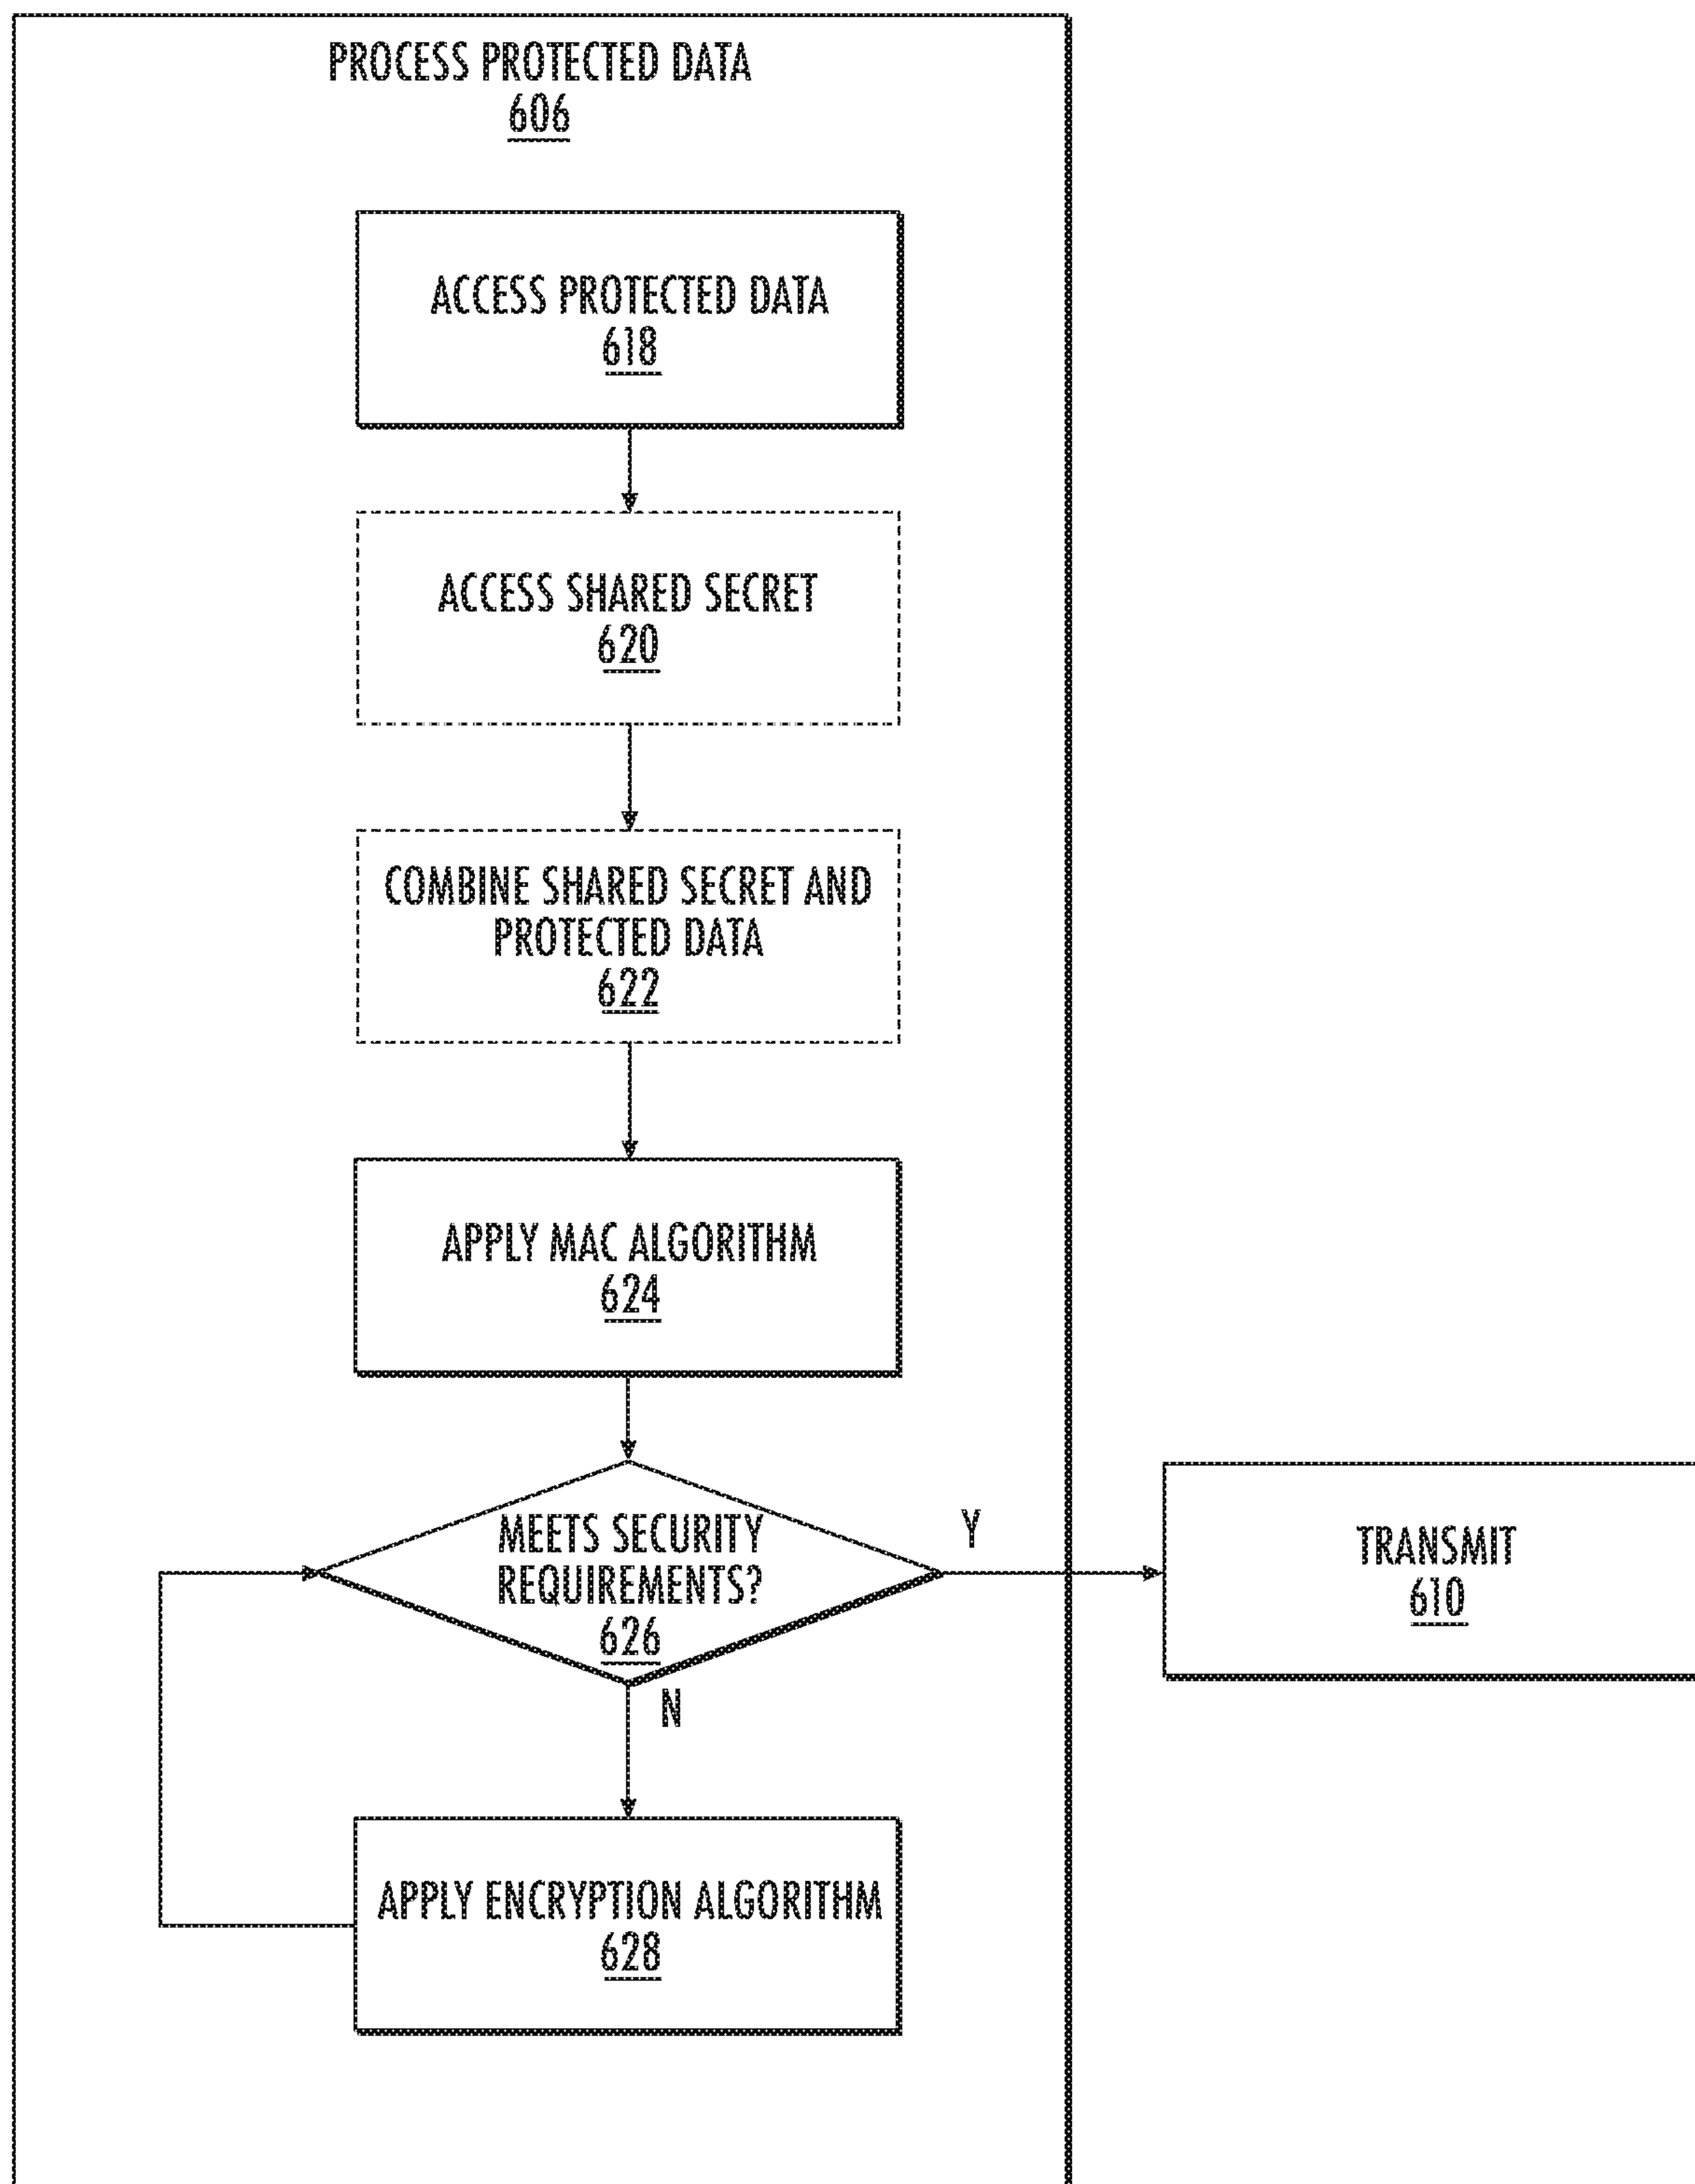 PROCESS PROTECTED DATA
606
ACCESS PROTECTED DATA
618
ACCESS SHARED SECRET
620
COMBINE SHARED SECRET AND
PROTECTED DATA
622
APPLY MAC ALGORITHM
624
MEETS SECURITY
REQUIREMENTS?
626
Y
TRANSMIT
610
N
APPLY ENCRYPTION ALGORITHM
628